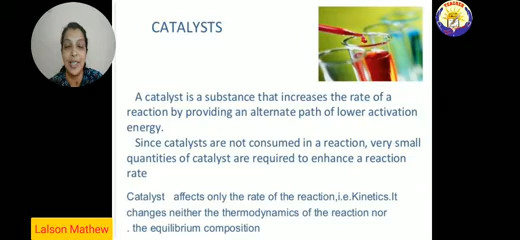 CATALYSTS
A catalyst is a substance that increases the rate of a
reaction by providing an alternate path of lower activation
energy.
Since catalysts are not consumed in a reaction, very small
quantities of catalyst are required to enhance a reaction
rate
Catalyst affects only the rate of the reaction,i.e.Kinetics.It
changes neither the thermodynamics of the reaction nor
. the equilibrium composition
Lalson Mathew